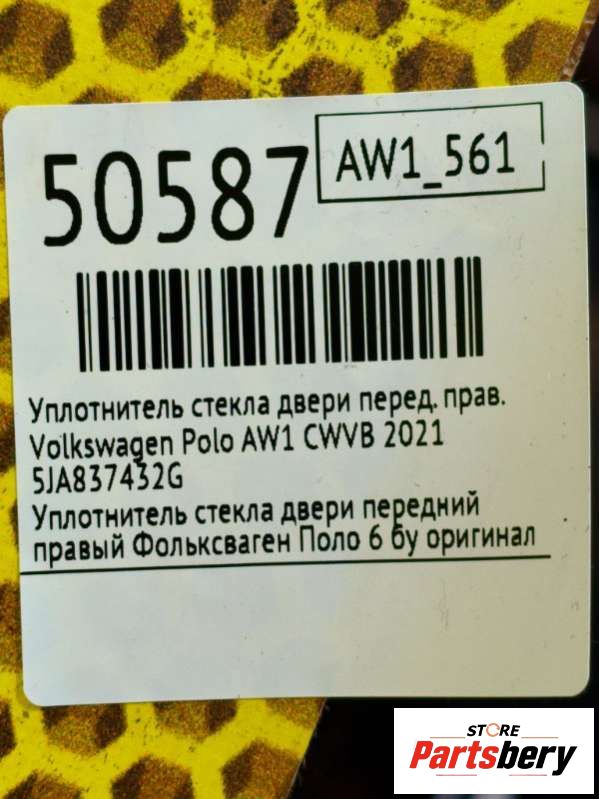 50587
AW1_561
Уплотнитель стекла двери перед. прав.
Volkswagen Polo AW1 CWVB 2021
5JA837432G
Уплотнитель стекла двери передний
правый Фольксваген Поло 6 бу оригинал
STORE
Partsbery